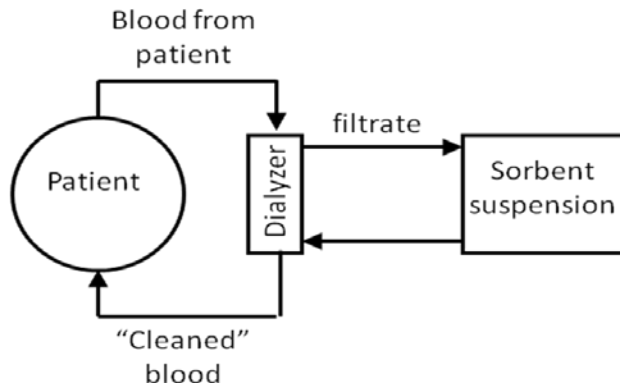 Blood from
patient
Patient
Dialyzer
filtrate
Sorbent
suspension
“Cleaned”
blood